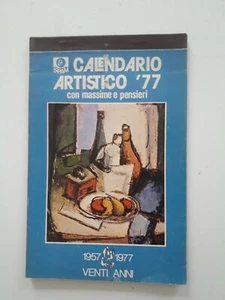 CALENDARIO
ARTISTICO '77
con massime e pensieri
1957 1977
VENTI ANNI